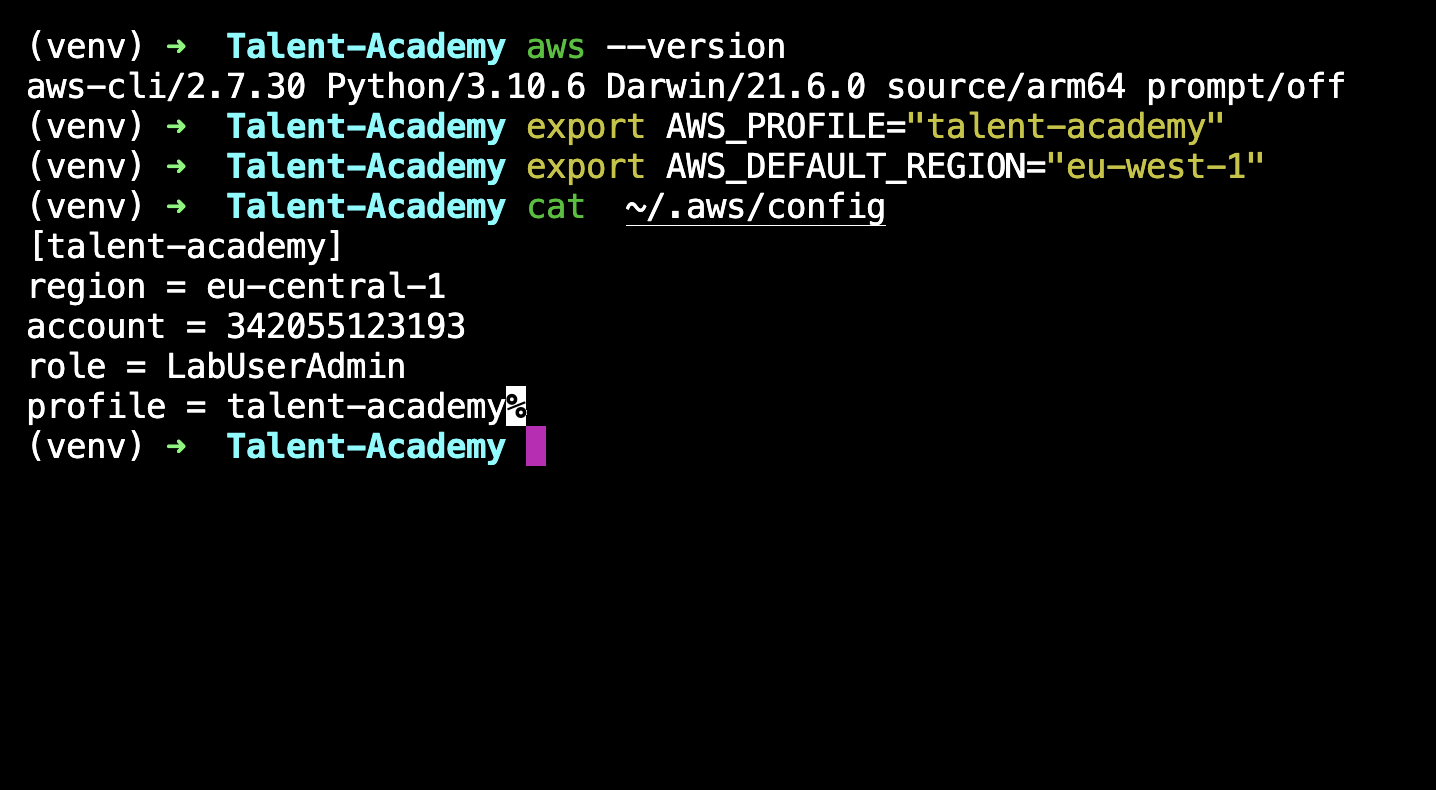 (venv) ➜  Talent-Academy aws --version
aws-cli/2.7.30 Python/3.10.6 Darwin/21.6.0 source/arm64 prompt/off
(venv) ➜  Talent-Academy export AWS_PROFILE="talent-academy"
(venv) ➜  Talent-Academy export AWS_DEFAULT_REGION="eu-west-1"
(venv) ➜  Talent-Academy cat  ~/.aws/config
[talent-academy]
region = eu-central-1
account = 342055123193
role = LabUserAdmin
profile = talent-academy%
(venv) ➜  Talent-Academy